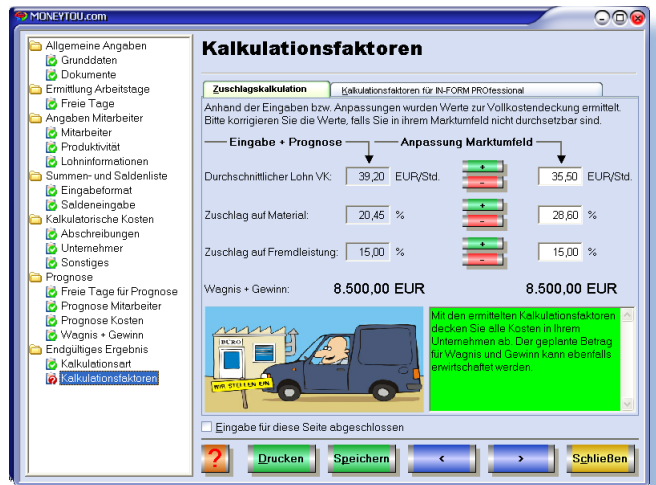 MONEYTOU.com
Allgemeine Angaben
Grunddaten
Dokumente
Ermittlung Arbeitstage
Freie Tage
Angaben Mitarbeiter
Mitarbeiter
Produktivität
Lohninformationen
Summen- und Saldenliste
Eingabeformat
Saldeneingabe
Kalkulatorische Kosten
Abschreibungen
Unternehmer
Sonstiges
Prognose
Freie Tage für Prognose
Prognose Mitarbeiter
Prognose Kosten
Wagnis + Gewinn
Endgültiges Ergebnis
Kalkulationsart
Kalkulationsfaktoren
Kalkulationsfaktoren
Zuschlagskalkulation
Kalkulationsfaktoren für IN-FORM PROfessional
Anhand der Eingaben bzw. Anpassungen wurden Werte zur Vollkostendeckung ermittelt.
Bitte korrigieren Sie die Werte, falls Sie in ihrem Marktumfeld nicht durchsetzbar sind.
Eingabe + Prognose Anpassung Marktumfeld
Durchschnittlicher Lohn VK: 39,20 EUR/Std. + - 35,50 EUR/Std.
Zuschlag auf Material: 20,45 % + - 28,60 %
Zuschlag auf Fremdleistung: 15,00 % + - 15,00 %
Wagnis + Gewinn: 8.500,00 EUR 8.500,00 EUR
BÜRO
WIR STELLEN EIN
Mit den ermittelten Kalkulationsfaktoren
decken Sie alle Kosten in Ihrem
Unternehmen ab. Der geplante Betrag
für Wagnis und Gewinn kann ebenfalls
erwirtschaftet werden.
Eingabe für diese Seite abgeschlossen
? Drucken Speichern < > Schließen